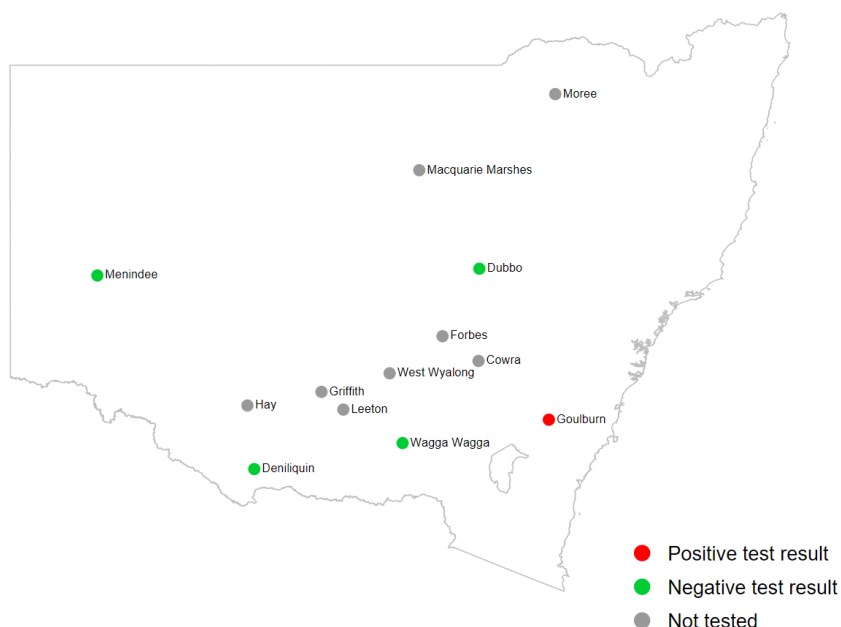 Moree
Macquarie Marshes
Menindee
Dubbo
Forbes
Cowra
West Wyalong
Griffith
Hay
Leeton
Goulburn
Wagga Wagga
Deniliquin
Positive test result
Negative test result
Not tested